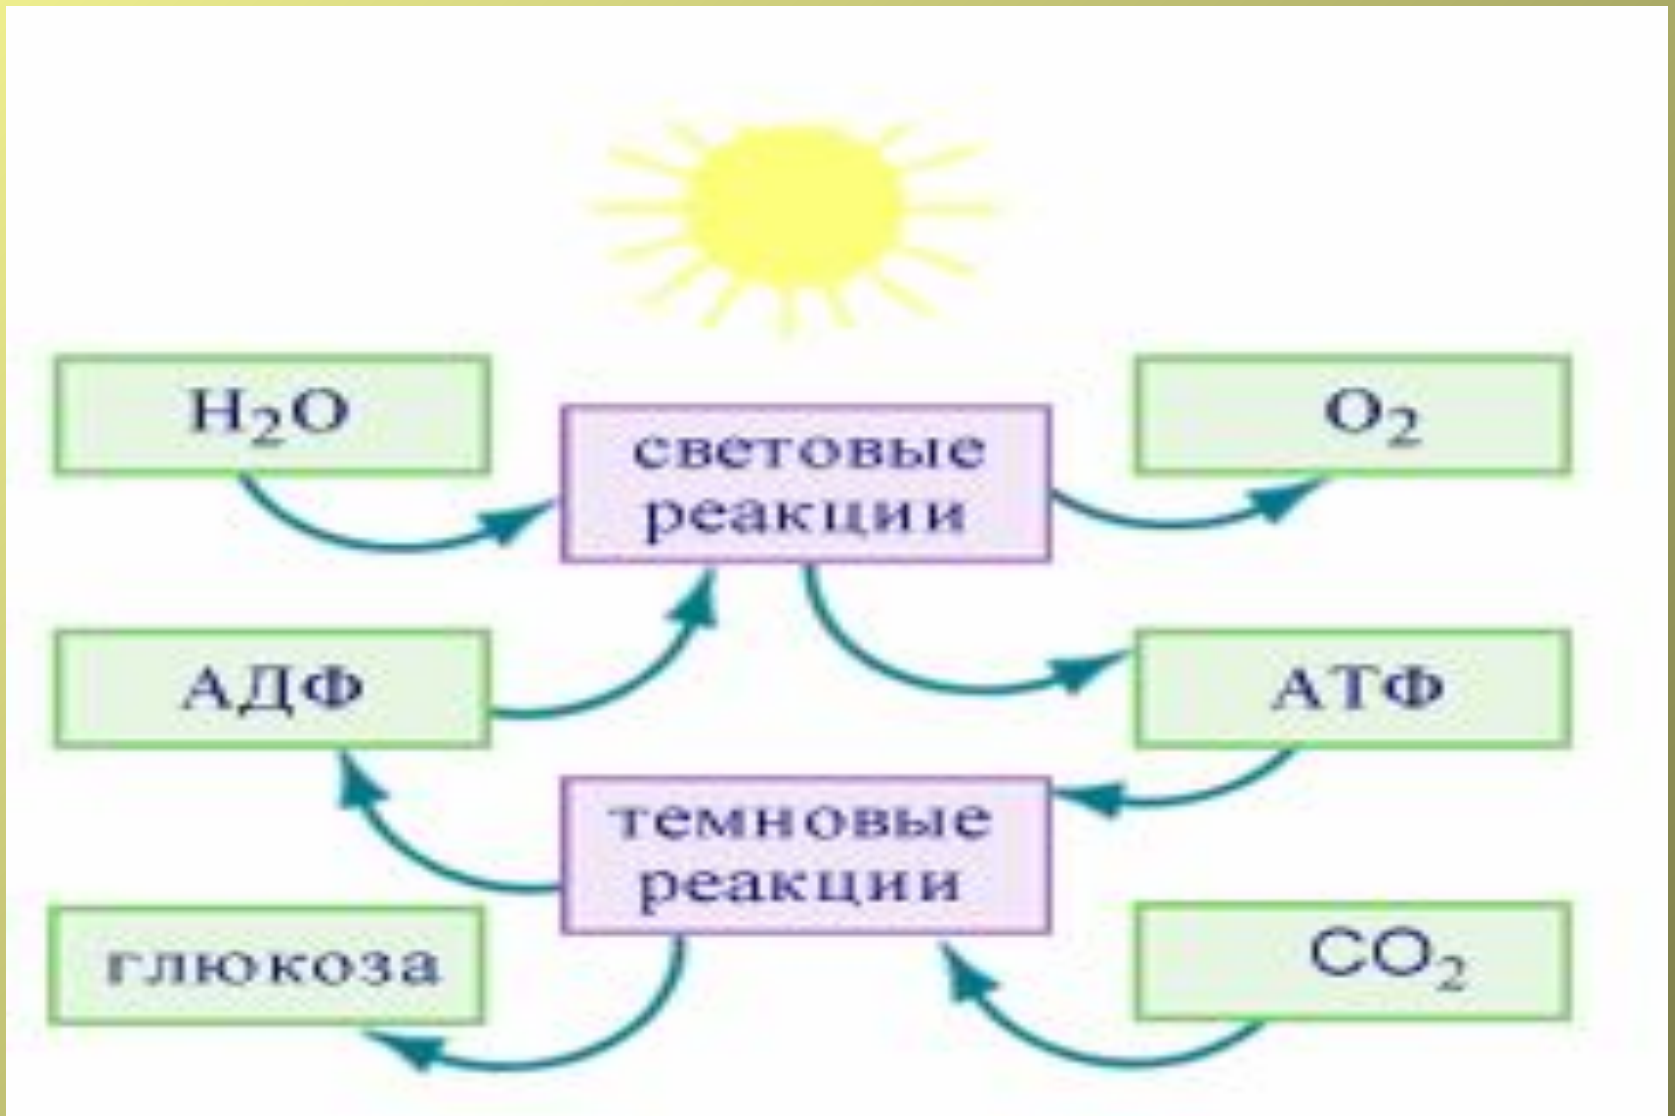 H₂O
O₂
световые
реакции
АДФ
АТФ
темновые
реакции
глюкоза
CO₂